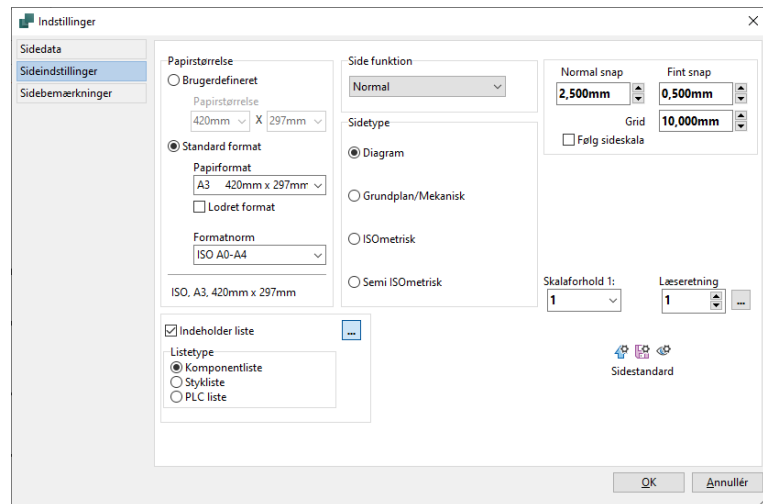 Indstillinger
Sidedata
Sideindstillinger
Sidebemærkninger
Papirstørrelse
Brugerdefineret
Papirstørrelse
420mm X 297mm
Standard format
Papirformat
A3 420mm x 297mm
Lodret format
Formatnorm
ISO A0-A4
ISO, A3, 420mm x 297mm
Side funktion
Normal
Sidetype
Diagram
Grundplan/Mekanisk
ISOmetrisk
Semi ISOmetrisk
Normal snap Fint snap
2,500mm 0,500mm
Grid 10,000mm
Følg sideskala
Skalaforhold 1: Læseretning
1 1 ...
Indeholder liste ...
Listetype
Komponentliste
Stykliste
PLC liste
Sidestandard
OK Annullér